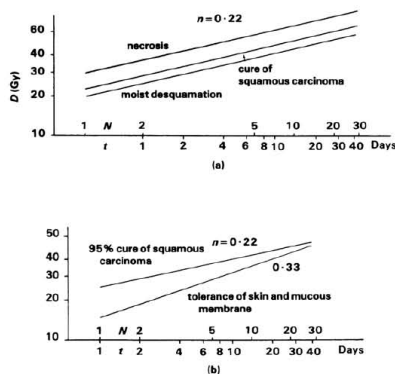 n=0·22
60
necrosis
40
30
cure of
squamous carcinoma
20
moist desquamation
D (Gy)
10
1 N 2 5 10 20 30
t 1 2 4 6 8 10 20 30 40 Days
(a)
50
n=0·22
95% cure of squamous
carcinoma
40
0·33
30
20
tolerance of skin and mucous
membrane
10
1 N 2 5 10 20 30
1 t 2 4 6 8 10 20 30 40 Days
(b)